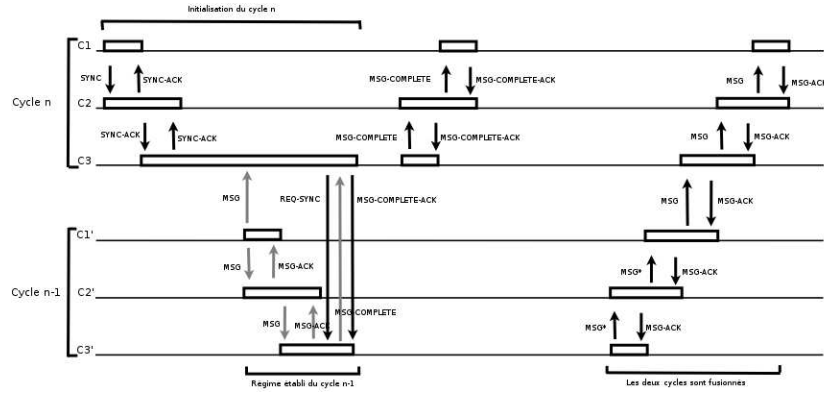 Initialisation du cycle n
C1
SYNC
SYNC-ACK
MSG-COMPLETE
MSG-COMPLETE-ACK
MSG
MSG-ACK
Cycle n
C2
SYNC-ACK
SYNC-ACK
MSG-COMPLETE
MSG-COMPLETE-ACK
MSG
MSG-ACK
C3
MSG
REQ-SYNC
MSG-COMPLETE-ACK
MSG
MSG-ACK
C1'
MSG
MSG-ACK
MSG*
MSG-ACK
Cycle n-1
C2'
MSG
MSG-ACK
MSG-COMPLETE
MSG*
MSG-ACK
C3'
Régime établi du cycle n-1
Les deux cycles sont fusionnés